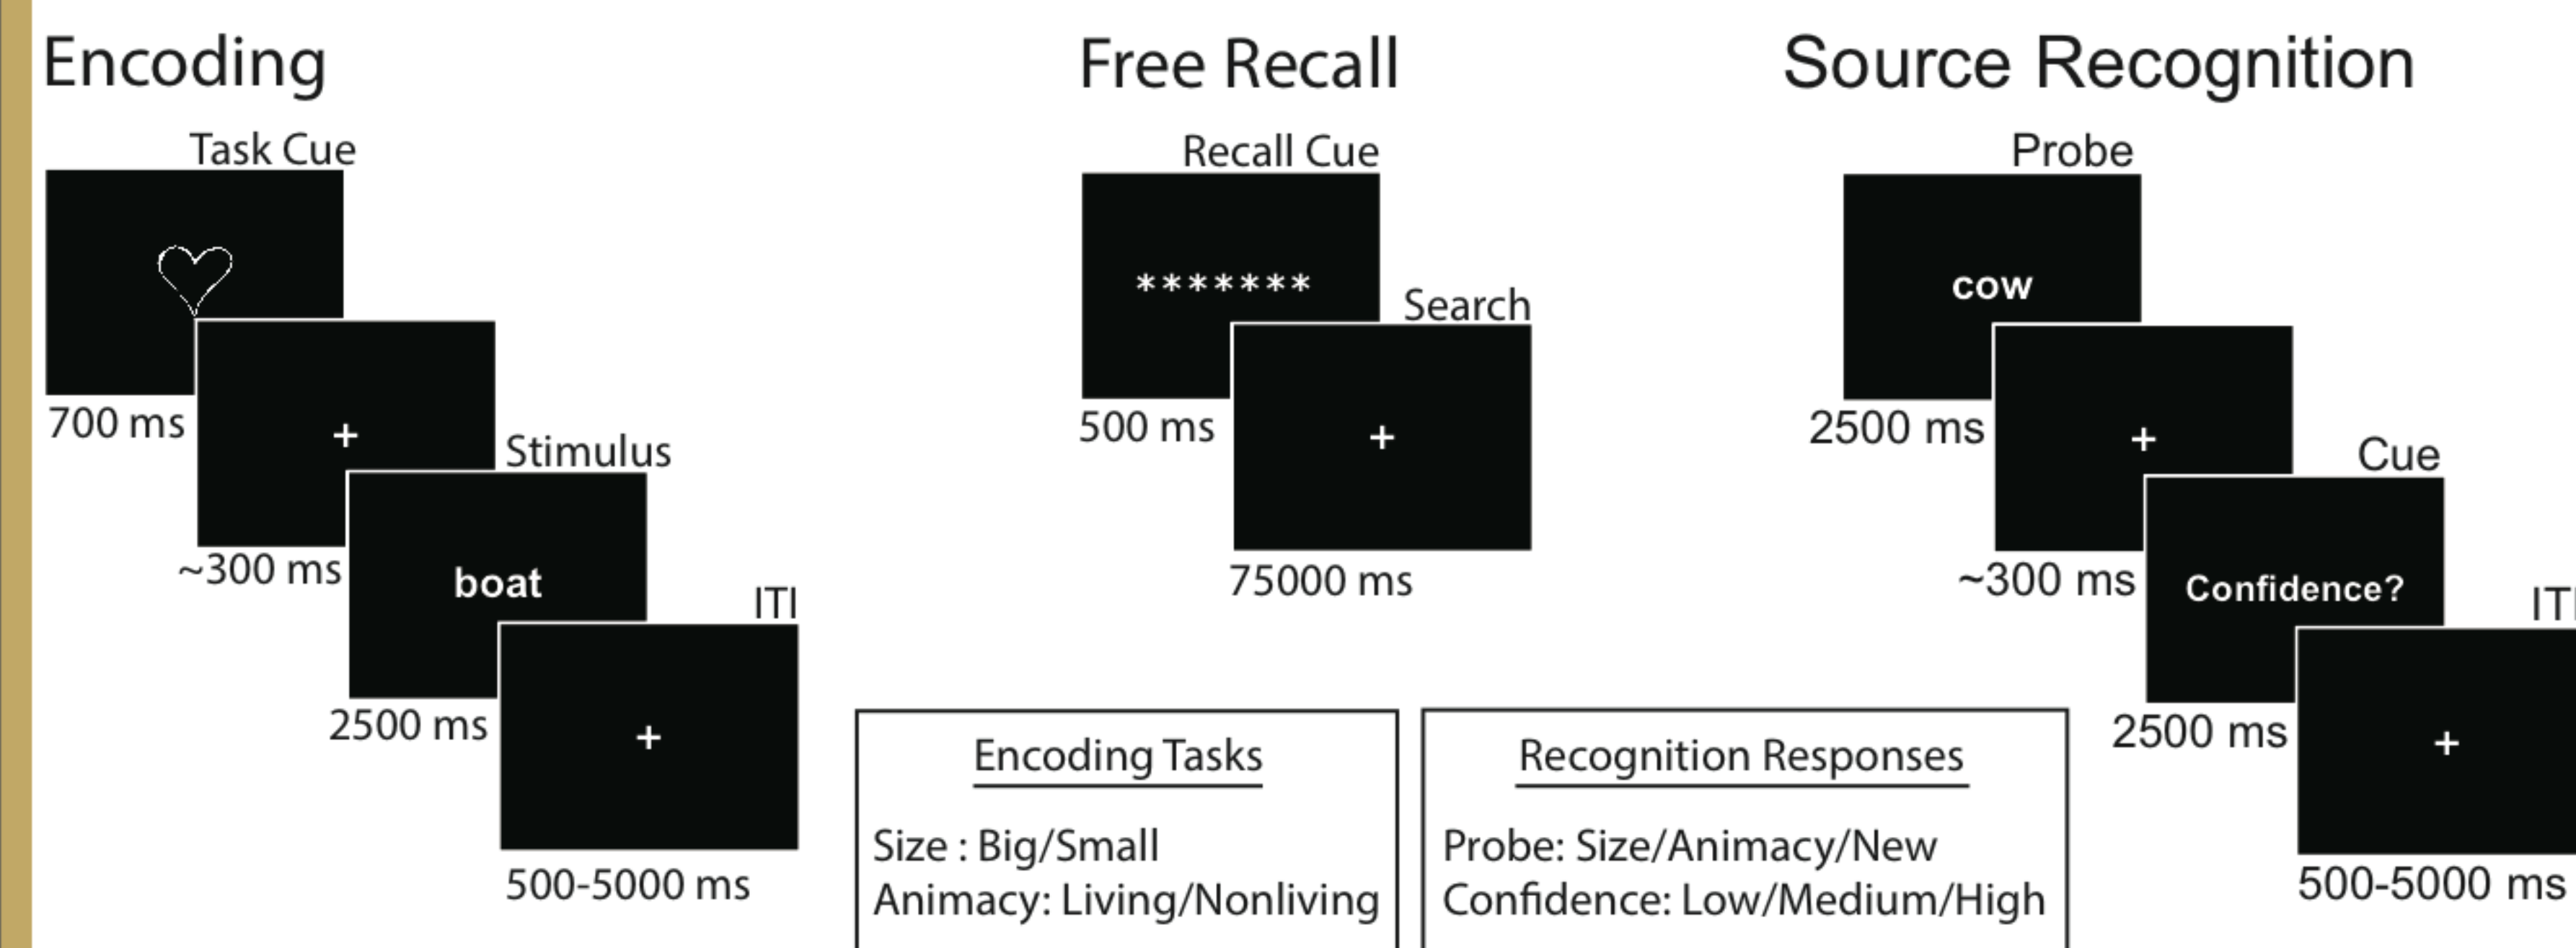 Encoding
Task Cue
700 ms
+
~300 ms
Stimulus
boat
2500 ms
ITI
+
500-5000 ms
Free Recall
Recall Cue
*******
500 ms
Search
+
75000 ms
Source Recognition
Probe
cow
2500 ms
+
~300 ms
Cue
Confidence?
2500 ms
ITI
+
500-5000 ms
Encoding Tasks
Size : Big/Small
Animacy: Living/Nonliving
Recognition Responses
Probe: Size/Animacy/New
Confidence: Low/Medium/High